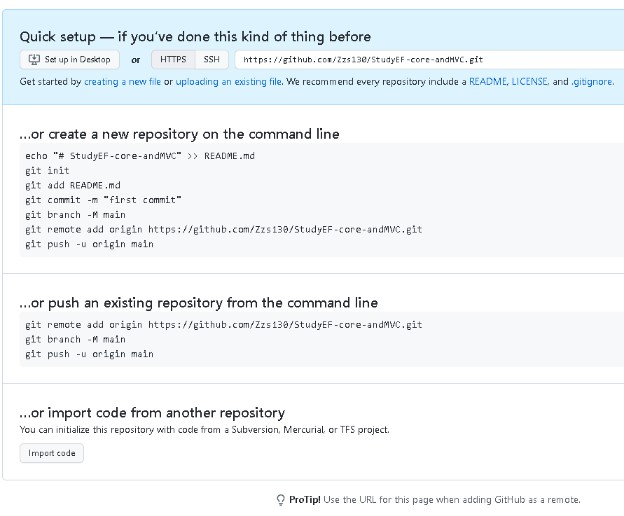 Quick setup — if you've done this kind of thing before
Set up in Desktop or HTTPS SSH https://github.com/Zzs130/StudyEF-core-andMVC.git
Get started by creating a new file or uploading an existing file. We recommend every repository include a README, LICENSE, and .gitignore.
…or create a new repository on the command line
echo "# StudyEF-core-andMVC" >> README.md
git init
git add README.md
git commit -m "first commit"
git branch -M main
git remote add origin https://github.com/Zzs130/StudyEF-core-andMVC.git
git push -u origin main
…or push an existing repository from the command line
git remote add origin https://github.com/Zzs130/StudyEF-core-andMVC.git
git branch -M main
git push -u origin main
…or import code from another repository
You can initialize this repository with code from a Subversion, Mercurial, or TFS project.
Import code
ProTip! Use the URL for this page when adding GitHub as a remote.